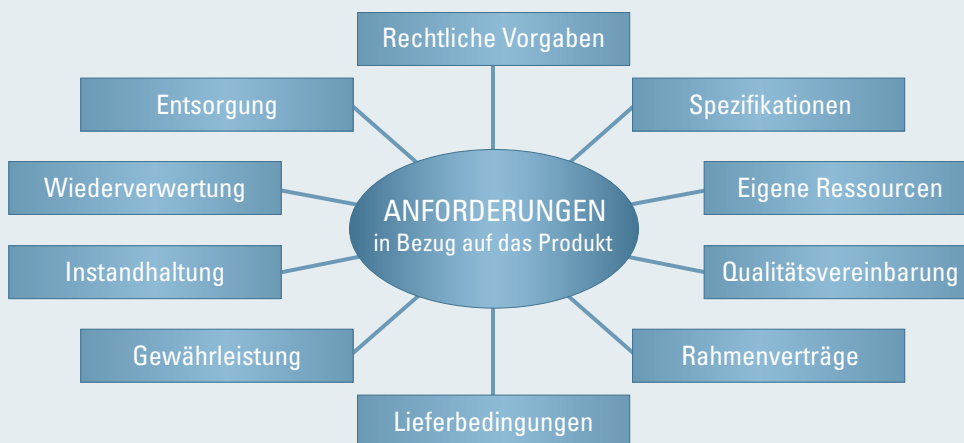 Rechtliche Vorgaben
Entsorgung
Spezifikationen
Wiederverwertung
Eigene Ressourcen
ANFORDERUNGEN
in Bezug auf das Produkt
Instandhaltung
Qualitätsvereinbarung
Gewährleistung
Rahmenverträge
Lieferbedingungen